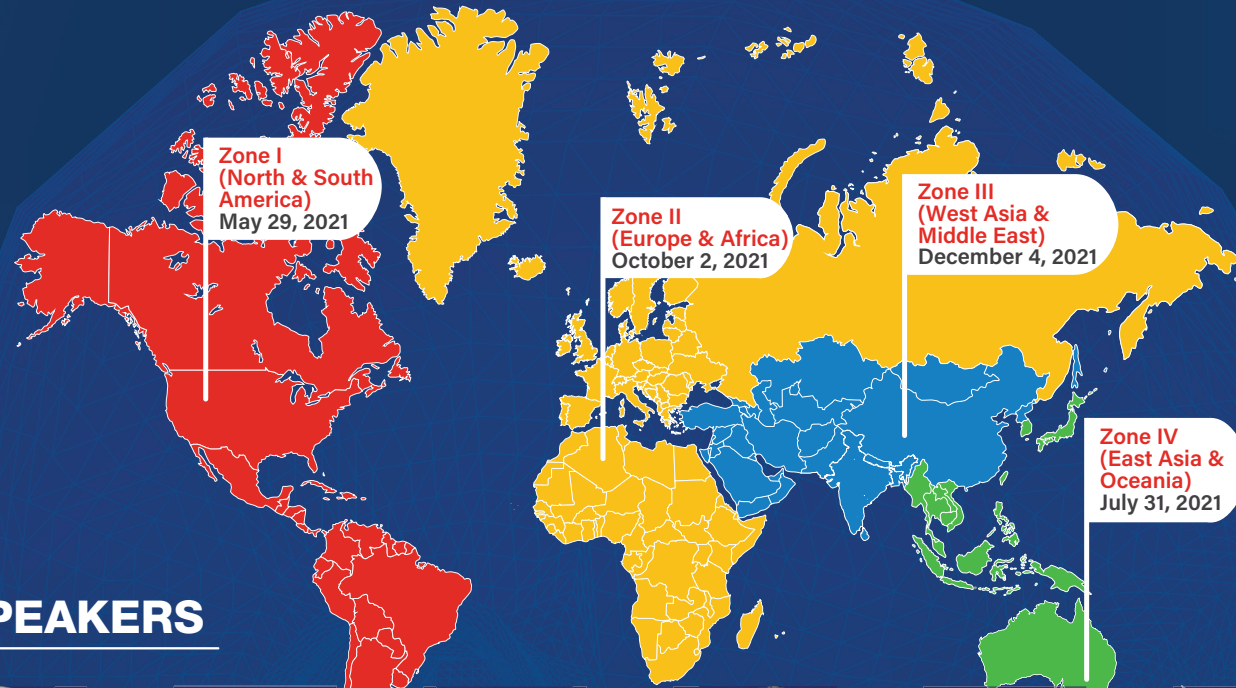 Zone I
(North & South
America)
May 29, 2021
Zone II
(Europe & Africa)
October 2, 2021
Zone III
(West Asia &
Middle East)
December 4, 2021
Zone IV
(East Asia &
Oceania)
July 31, 2021
PEAKERS